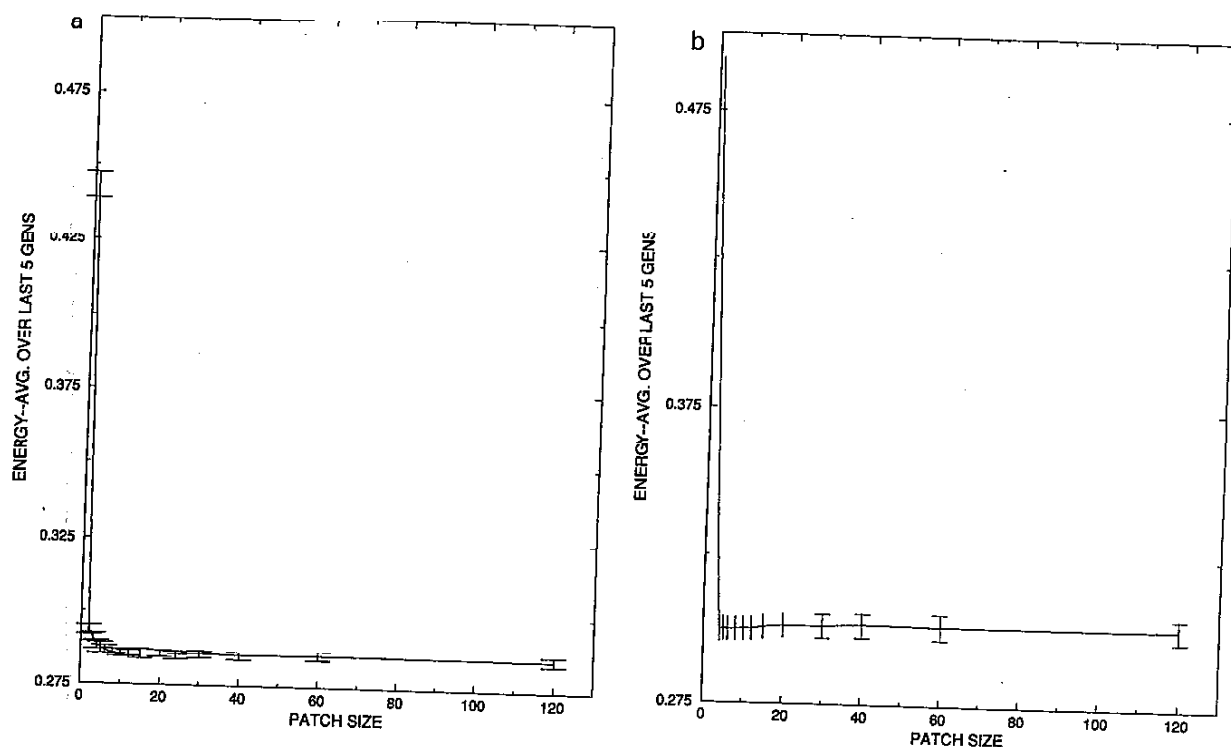 a
0.475
0.425
0.375
0.325
0.275
0 20 40 60 80 100 120
PATCH SIZE
ENERGY--AVG. OVER LAST 5 GENS
b
0.475
0.375
0.275
0 20 40 60 80 100 120
PATCH SIZE
ENERGY--AVG. OVER LAST 5 GENS